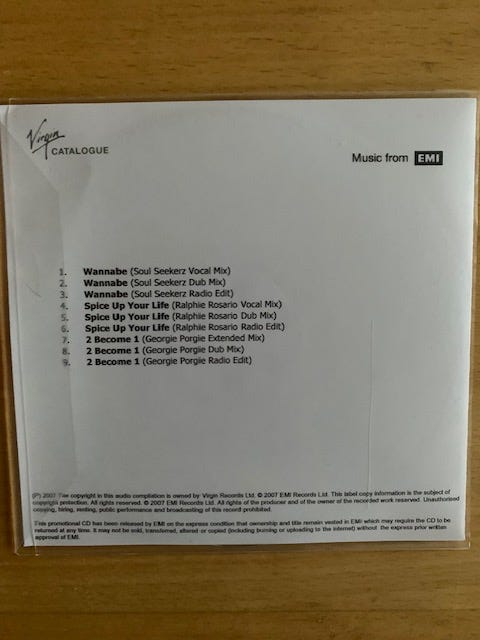 Virgin
CATALOGUE
Music from EMI
1. Wannabe (Soul Seekerz Vocal Mix)
2. Wannabe (Soul Seekerz Dub Mix)
3. Wannabe (Soul Seekerz Radio Edit)
4. Spice Up Your Life (Ralphie Rosario Vocal Mix)
5. Spice Up Your Life (Ralphie Rosario Dub Mix)
6. Spice Up Your Life (Ralphie Rosario Radio Edit)
7. 2 Become 1 (Georgie Porgie Extended Mix)
8. 2 Become 1 (Georgie Porgie Dub Mix)
9. 2 Become 1 (Georgie Porgie Radio Edit)
(P) 2007 The copyright in this audio compilation is owned by Virgin Records Ltd. © 2007 EMI Records Ltd. This label copy information is the subject of
copyright protection. All rights reserved. © 2007 EMI Records Ltd. All rights of the producer and of the owner of the recorded work reserved. Unauthorised
copying, hiring, renting, public performance and broadcasting of this record prohibited.
This promotional CD has been released by EMI on the express condition that ownership and title remain vested in EMI which may require the CD to be
returned at any time. It may not be sold, transferred, altered or copied (including burning or uploading to the internet) without the express prior written
approval of EMI.